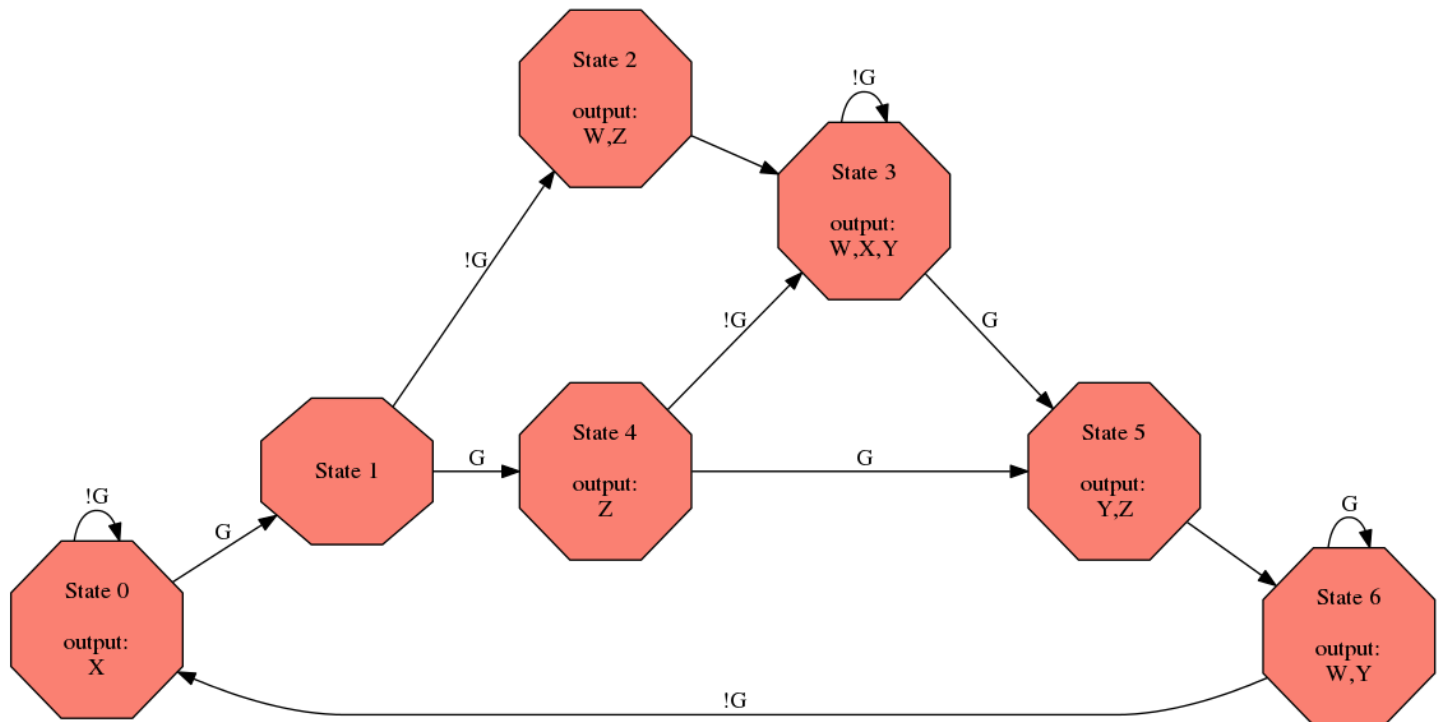 State 2
output:
W,Z
!G
State 3
output:
W,X,Y
!G
!G
G
State 4
output:
Z
State 5
output:
Y,Z
State 1
G
G
!G
G
G
State 0
output:
X
State 6
output:
W,Y
!G